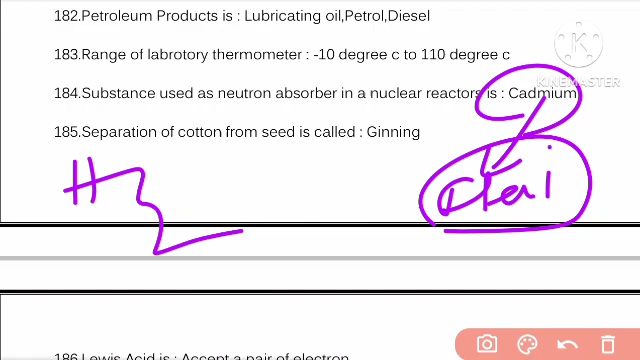 182.Petroleum Products is : Lubricating oil,Petrol,Diesel
KINEMASTER
183.Range of labrotory thermometer : -10 degree c to 110 degree c
184.Substance used as neutron absorber in a nuclear reactors is : Cadmium
185.Separation of cotton from seed is called : Ginning
186.Lewis Acid is : Accept a pair of electron